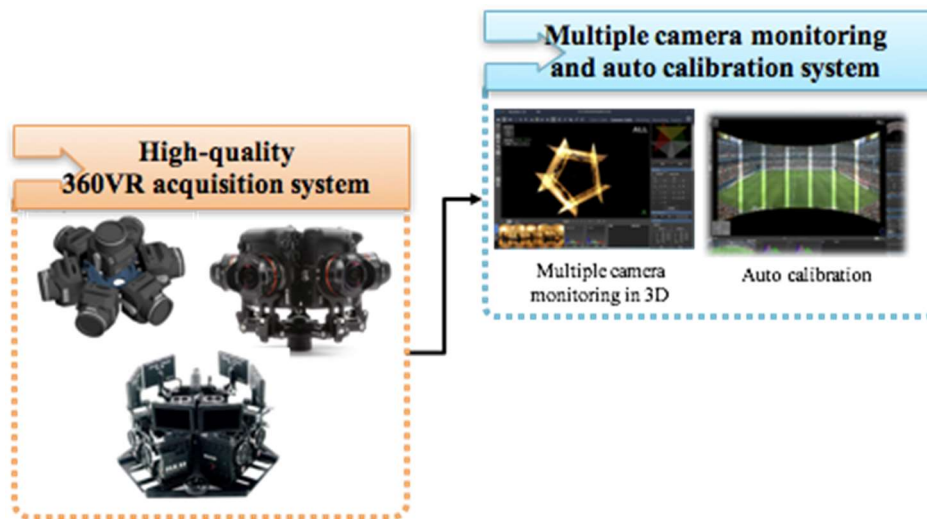 High-quality
360VR acquisition system
Multiple camera monitoring
and auto calibration system
ALL
Multiple camera
monitoring in 3D
Auto calibration